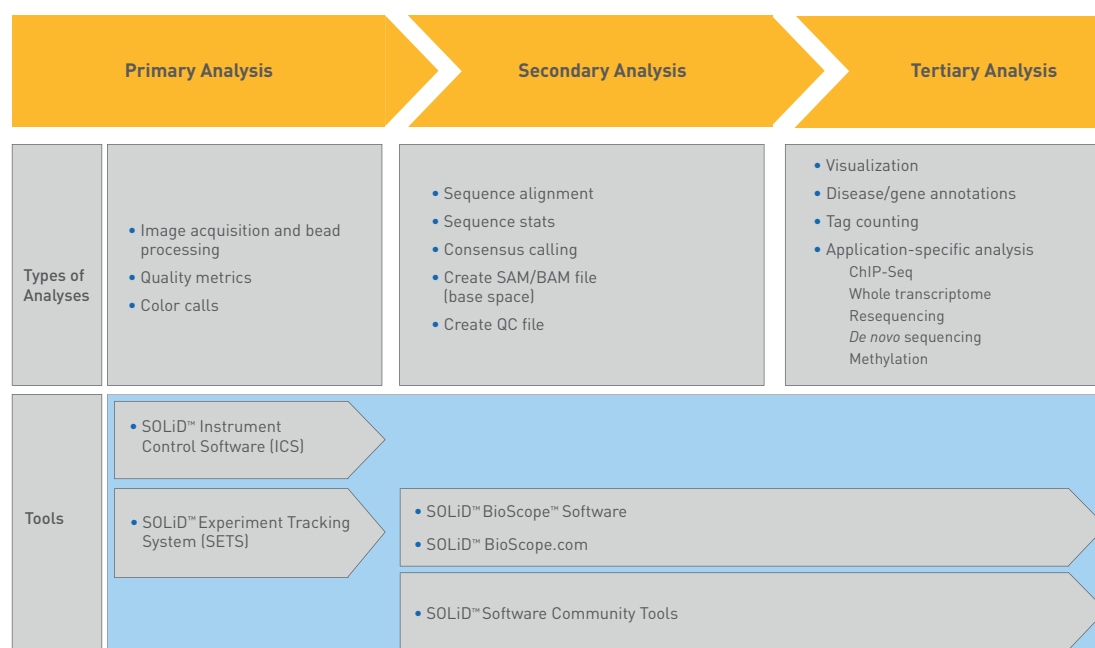 Primary Analysis
Secondary Analysis
Tertiary Analysis
Types of
Analyses
• Image acquisition and bead
processing
• Quality metrics
• Color calls
• Sequence alignment
• Sequence stats
• Consensus calling
• Create SAM/BAM file
(base space)
• Create QC file
• Visualization
• Disease/gene annotations
• Tag counting
• Application-specific analysis
ChIP-Seq
Whole transcriptome
Resequencing
De novo sequencing
Methylation
Tools
• SOLiD™ Instrument
Control Software (ICS)
• SOLiD™ Experiment Tracking
System (SETS)
• SOLiD™ BioScope™ Software
• SOLiD™ BioScope.com
• SOLiD™ Software Community Tools